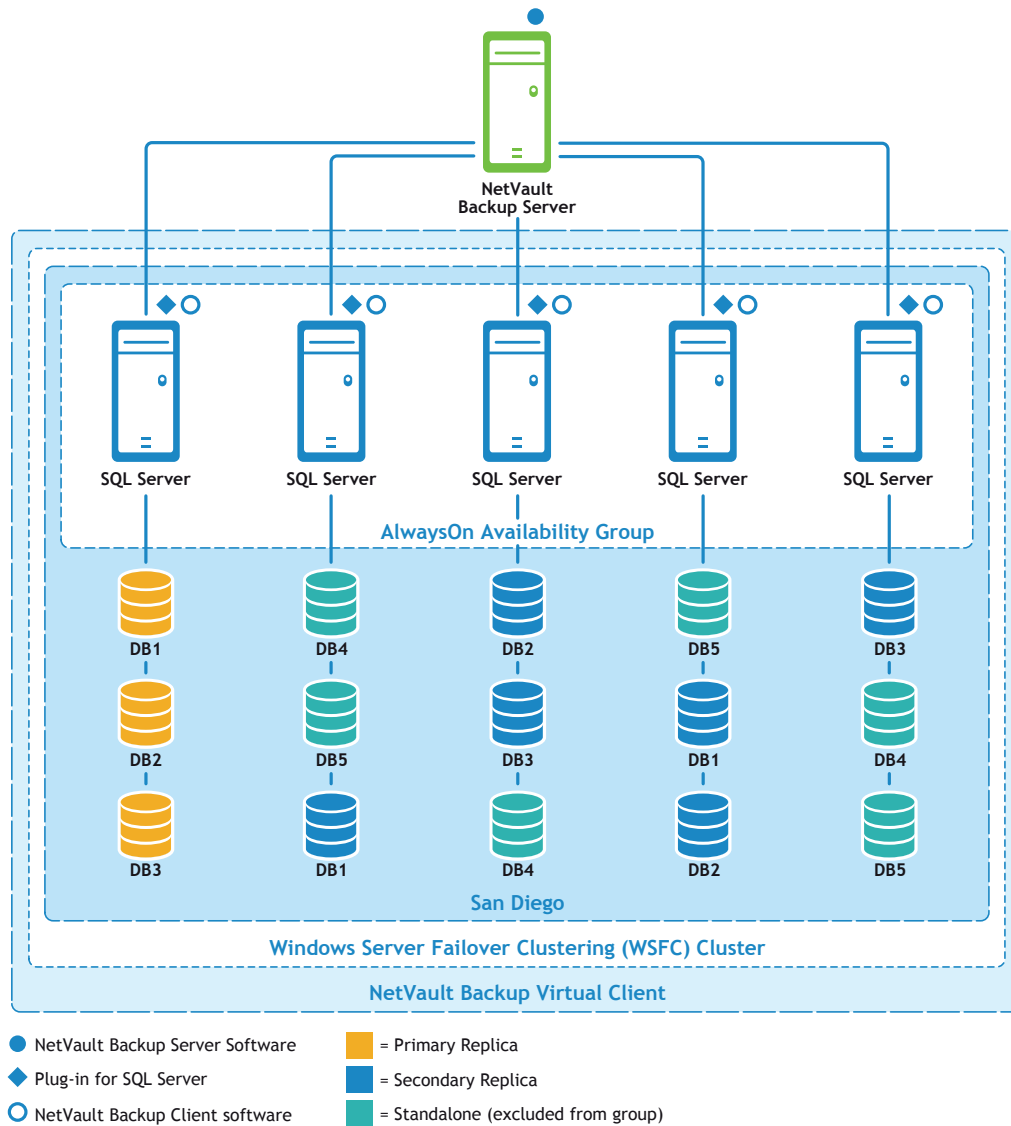 NetVault
Backup Server
SQL Server
SQL Server
SQL Server
SQL Server
SQL Server
AlwaysOn Availability Group
DB1
DB4
DB2
DB5
DB3
DB2
DB5
DB3
DB1
DB4
DB3
DB1
DB4
DB2
DB5
San Diego
Windows Server Failover Clustering (WSFC) Cluster
NetVault Backup Virtual Client
NetVault Backup Server Software
Plug-in for SQL Server
NetVault Backup Client software
= Primary Replica
= Secondary Replica
= Standalone (excluded from group)